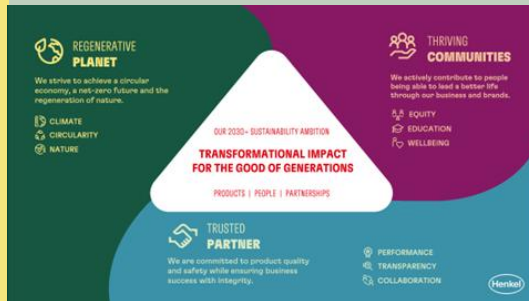 REGENERATIVE
PLANET
We strive to achieve a circular
economy, a net-zero future and the
regeneration of nature.
CLIMATE
CIRCULARITY
NATURE
THRIVING
COMMUNITIES
We actively contribute to people
being able to lead a better life
through our business and brands.
EQUITY
EDUCATION
WELLBEING
OUR 2030+ SUSTAINABILITY AMBITION
TRANSFORMATIONAL IMPACT
FOR THE GOOD OF GENERATIONS
PRODUCTS | PEOPLE | PARTNERSHIPS
TRUSTED
PARTNER
We are committed to product quality
and safety while ensuring business
success with integrity.
PERFORMANCE
TRANSPARENCY
COLLABORATION
Henkel